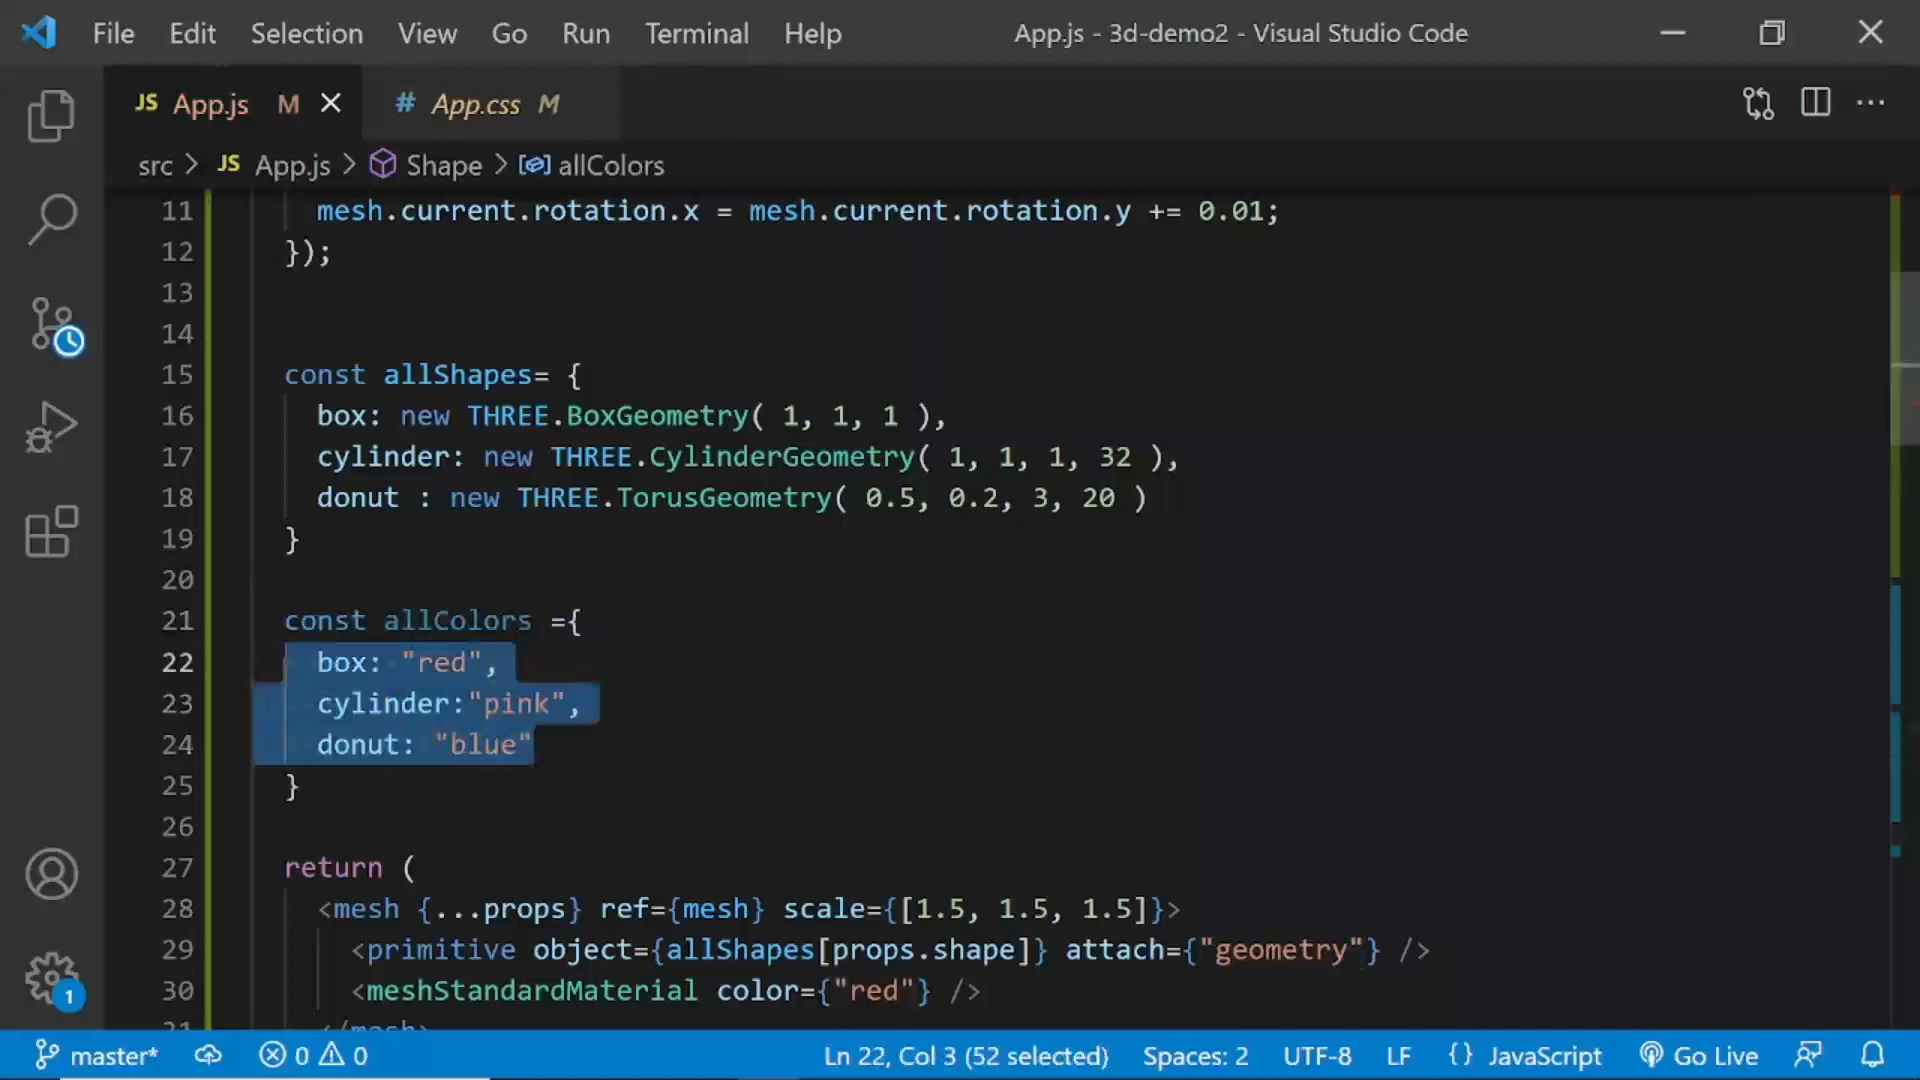 File Edit Selection View Go Run Terminal Help App.js - 3d-demo2 - Visual Studio Code
JS App.js M # App.css M
src > JS App.js > Shape > allColors
11 mesh.current.rotation.x = mesh.current.rotation.y += 0.01;
12 });
13
14
15 const allShapes= {
16 box: new THREE.BoxGeometry( 1, 1, 1 ),
17 cylinder: new THREE.CylinderGeometry( 1, 1, 1, 32 ),
18 donut : new THREE.TorusGeometry( 0.5, 0.2, 3, 20 )
19 }
20
21 const allColors ={
22 box: "red",
23 cylinder:"pink",
24 donut: "blue"
25 }
26
27 return (
28 <mesh {...props} ref={mesh} scale={[1.5, 1.5, 1.5]}>
29 <primitive object={allShapes[props.shape]} attach={"geometry"} />
30 <meshStandardMaterial color={"red"} />
31 </mesh>
1
master* 0 0 Ln 22, Col 3 (52 selected) Spaces: 2 UTF-8 LF {} JavaScript Go Live